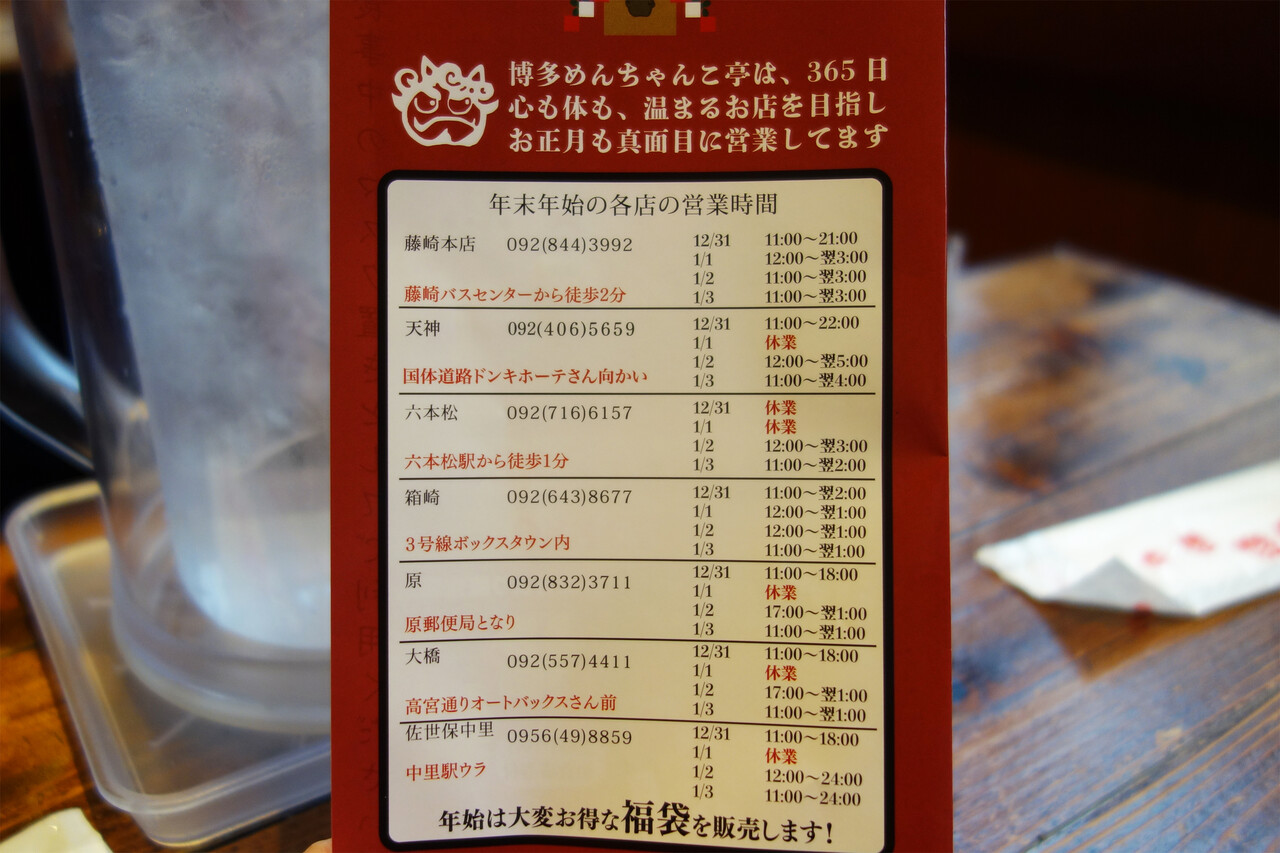 博多めんちゃんこ亭は、365日
心も体も、温まるお店を目指し
お正月も真面目に営業してます
年末年始の各店の営業時間
藤崎本店 092(844)3992 12/31 11:00～21:00
1/1 12:00～翌3:00
1/2 11:00～翌3:00
藤崎バスセンターから徒歩2分 1/3 11:00～翌3:00
天神 092(406)5659 12/31 11:00～22:00
1/1 休業
1/2 12:00～翌5:00
国体道路ドンキホーテさん向かい 1/3 11:00～翌4:00
六本松 092(716)6157 12/31 休業
1/1 休業
1/2 12:00～翌3:00
六本松駅から徒歩1分 1/3 11:00～翌2:00
箱崎 092(643)8677 12/31 11:00～翌2:00
1/1 12:00～翌1:00
1/2 12:00～翌1:00
3号線ボックスタウン内 1/3 11:00～翌1:00
原 092(832)3711 12/31 11:00～18:00
1/1 休業
1/2 17:00～翌1:00
原郵便局となり 1/3 11:00～翌1:00
大橋 092(557)4411 12/31 11:00～18:00
1/1 休業
1/2 17:00～翌1:00
高宮通りオートバックスさん前 1/3 11:00～翌1:00
佐世保中里 0956(49)8859 12/31 11:00～18:00
1/1 休業
中里駅ウラ 1/2 12:00～24:00
1/3 11:00～24:00
年始は大変お得な福袋を販売します!